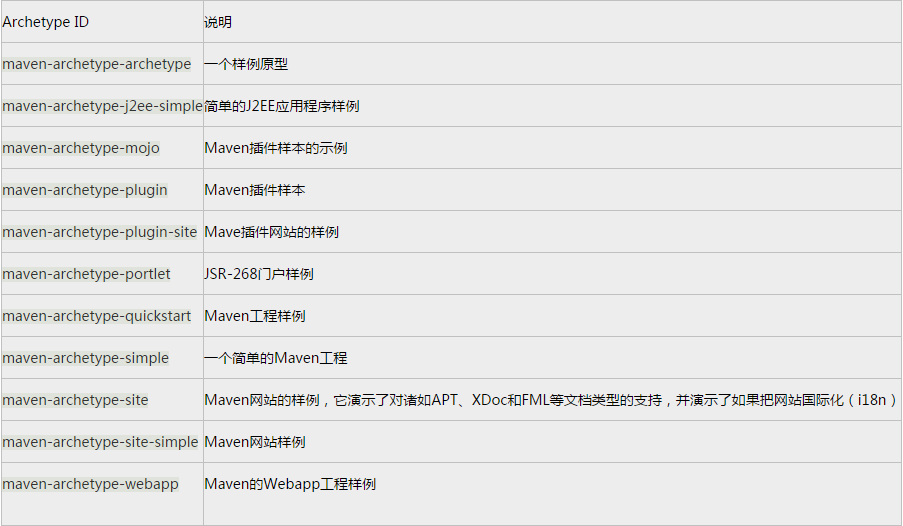 Archetype ID 说明
maven-archetype-archetype 一个样例原型
maven-archetype-j2ee-simple 简单的J2EE应用程序样例
maven-archetype-mojo Maven插件样本的示例
maven-archetype-plugin Maven插件样本
maven-archetype-plugin-site Mave插件网站的样例
maven-archetype-portlet JSR-268门户样例
maven-archetype-quickstart Maven工程样例
maven-archetype-simple 一个简单的Maven工程
maven-archetype-site Maven网站的样例，它演示了对诸如APT、XDoc和FML等文档类型的支持，并演示了如果把网站国际化（i18n）
maven-archetype-site-simple Maven网站样例
maven-archetype-webapp Maven的Webapp工程样例